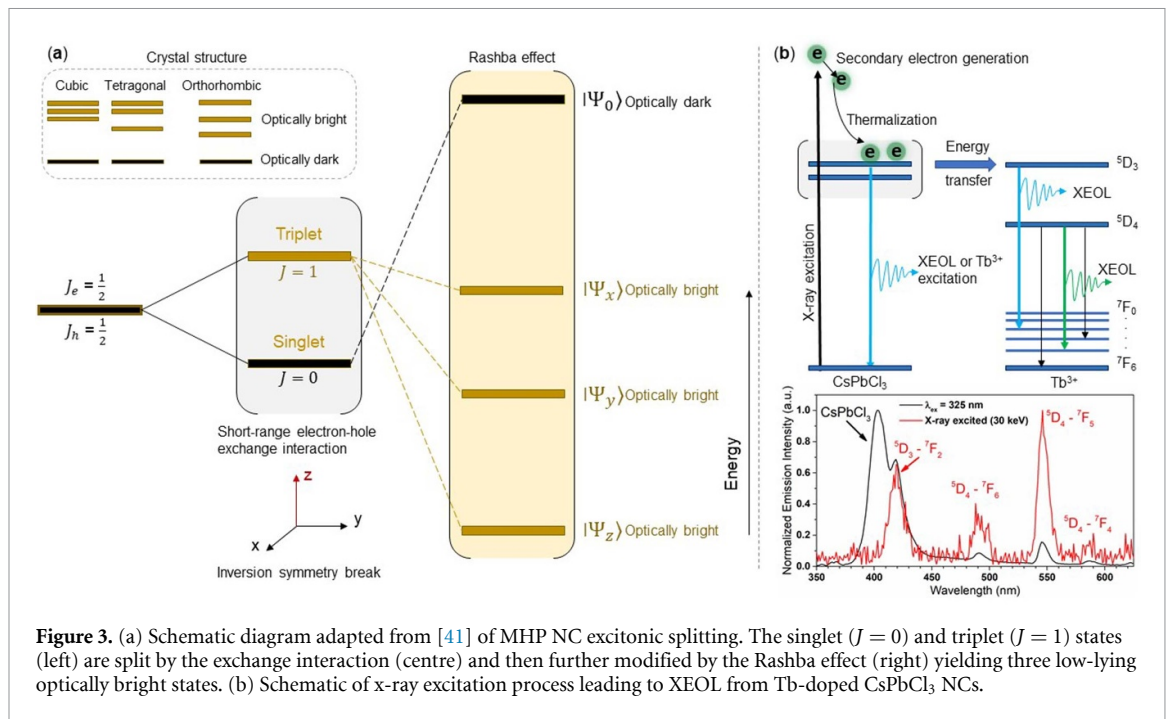 (a)
Crystal structure
Cubic Tetragonal Orthorhombic
Optically bright
Optically dark
Rashba effect
|Ψ₀⟩ Optically dark
Triplet
J = 1
Jₑ = 1/2
Jₕ = 1/2
Singlet
J = 0
|Ψₓ⟩ Optically bright
|Ψᵧ⟩ Optically bright
|Ψ_z⟩ Optically bright
Short-range electron-hole
exchange interaction
z
y
x
Inversion symmetry break
Energy
(b)
e
Secondary electron generation
e
Thermalization
e e
Energy
transfer
⁵D₃
XEOL
⁵D₄
XEOL or Tb³⁺
excitation
XEOL
X-ray excitation
⁷F₀
⁷F₆
CsPbCl₃
Tb³⁺
Normalized Emission Intensity (a.u.)
1.0
0.8
0.6
0.4
0.2
0.0
CsPbCl₃
λₑₓ = 325 nm
X-ray excited (30 keV)
⁵D₃ - ⁷F₂
⁵D₄ - ⁷F₆
⁵D₄ - ⁷F₅
⁵D₄ - ⁷F₄
350 400 450 500 550 600
Wavelength (nm)
Figure 3. (a) Schematic diagram adapted from [41] of MHP NC excitonic splitting. The singlet (J = 0) and triplet (J = 1) states
(left) are split by the exchange interaction (centre) and then further modified by the Rashba effect (right) yielding three low-lying
optically bright states. (b) Schematic of x-ray excitation process leading to XEOL from Tb-doped CsPbCl₃ NCs.